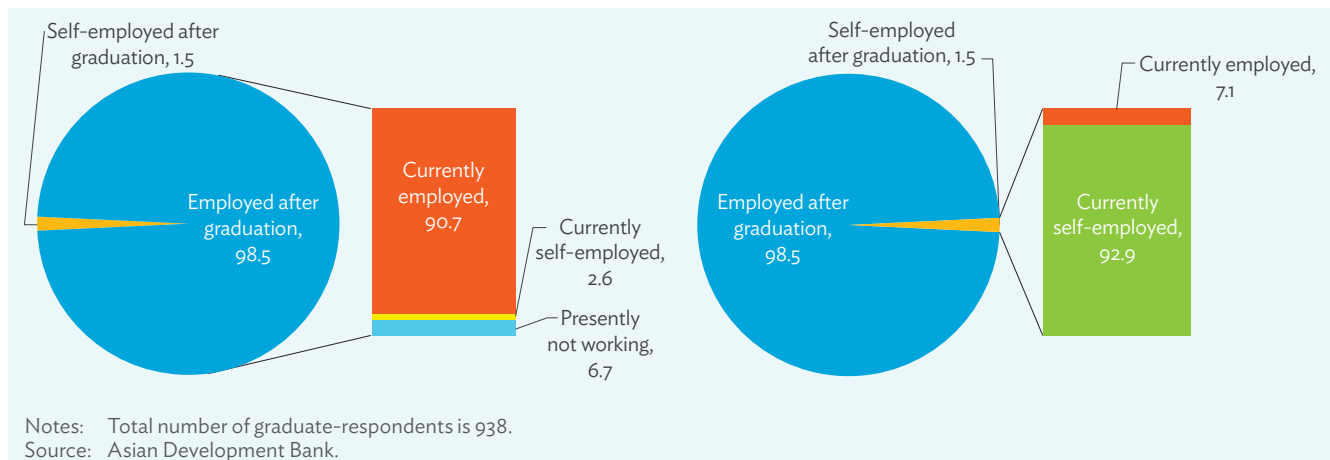 Self-employed after
graduation, 1.5
Employed after
graduation,
98.5
Currently
employed,
90.7
Currently
self-employed,
2.6
Presently
not working,
6.7
Self-employed
after graduation, 1.5
Employed after
graduation,
98.5
Currently employed,
7.1
Currently
self-employed,
92.9
Notes: Total number of graduate-respondents is 938.
Source: Asian Development Bank.